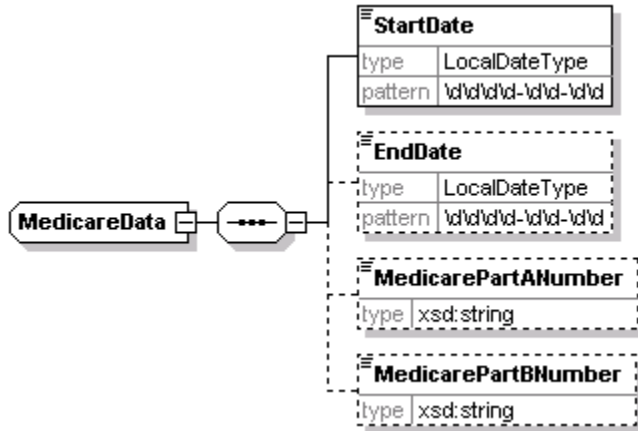 StartDate
type LocalDateType
pattern \d\d\d\d-\d\d-\d\d
EndDate
type LocalDateType
pattern \d\d\d\d-\d\d-\d\d
MedicareData
MedicarePartANumber
type xsd:string
MedicarePartBNumber
type xsd:string